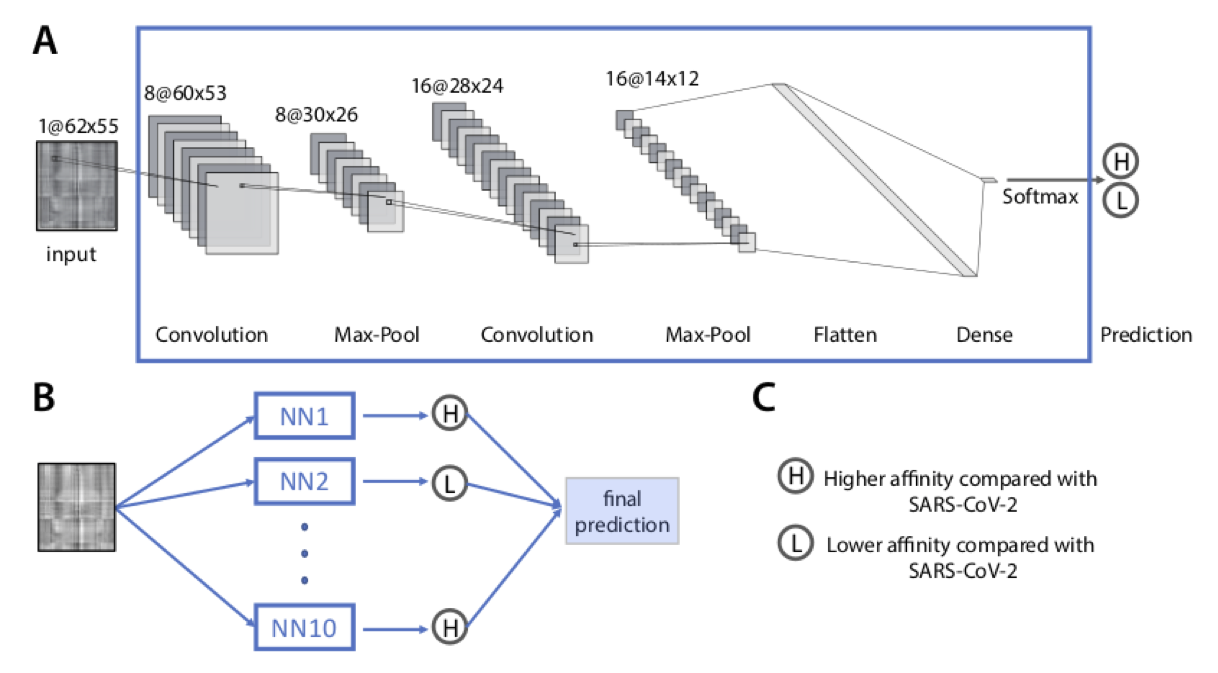 A
1@62x55
8@60x53
8@30x26
16@28x24
16@14x12
input
Softmax
H
L
Convolution
Max-Pool
Convolution
Max-Pool
Flatten
Dense
Prediction
B
NN1
H
NN2
L
NN10
H
final
prediction
C
H
Higher affinity compared with
SARS-CoV-2
L
Lower affinity compared with
SARS-CoV-2